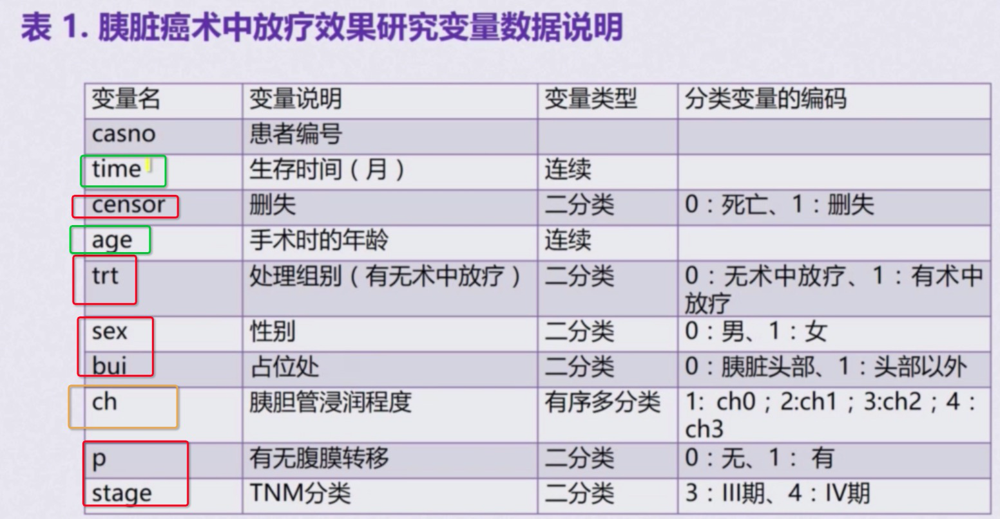 表 1. 胰脏癌术中放疗效果研究变量数据说明
变量名 变量说明 变量类型 分类变量的编码
casno 患者编号
time 生存时间（月） 连续
censor 删失 二分类 0：死亡、1：删失
age 手术时的年龄 连续
trt 处理组别（有无术中放疗） 二分类 0：无术中放疗、1：有术中
放疗
sex 性别 二分类 0：男、1：女
bui 占位处 二分类 0：胰脏头部、1：头部以外
ch 胰胆管浸润程度 有序多分类 1: ch0；2:ch1；3:ch2；4：
ch3
p 有无腹膜转移 二分类 0：无、1： 有
stage TNM分类 二分类 3：III期、4：IV期